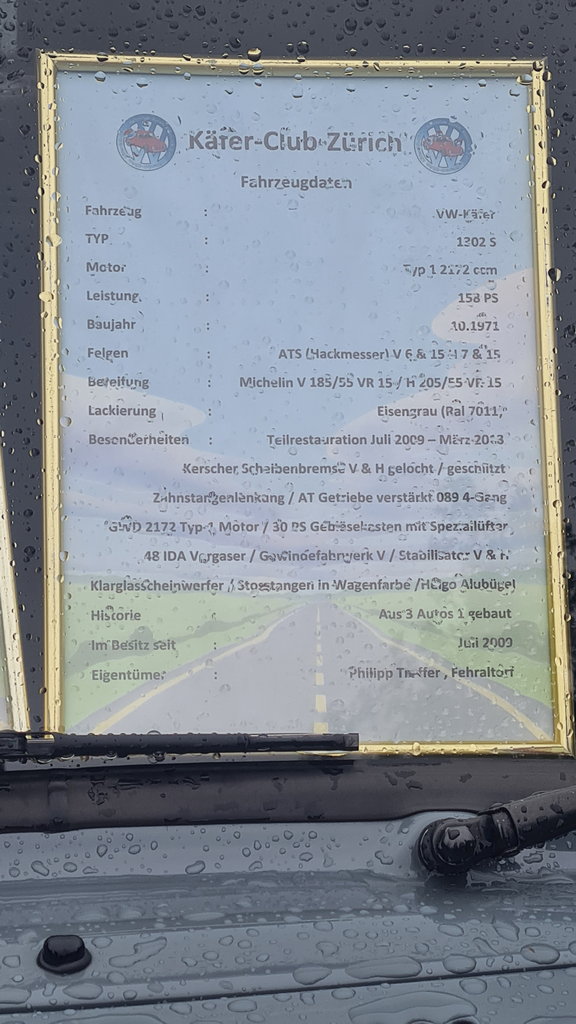 Käfer-Club-Zürich
Fahrzeugdaten
Fahrzeug : VW-Käfer
TYP : 1302 S
Motor : Typ 1 2172 ccm
Leistung : 158 PS
Baujahr : 10.1971
Felgen : ATS (Hackmesser) V 6 & 15 H 7 & 15
Bereifung : Michelin V 185/55 VR 15 / H 205/55 VR 15
Lackierung : Eisengrau (Ral 7011)
Besonderheiten : Teilrestauration Juli 2009 – März 2013
Kerscher Scheibenbremse V & H gelocht / geschlitzt
Zahnstangenlenkung / AT Getriebe verstärkt 089 4-Gang
GWD 2172 Typ-1 Motor / 30 PS Gebläsekasten mit Speziallüfter
48 IDA Vergaser / Gewindefahrwerk V / Stabilisator V & H
Klarglasscheinwerfer / Stosstangen in Wagenfarbe / Alubügel
Historie : Aus 3 Autos 1 gebaut
Im Besitz seit : Juli 2009
Eigentümer : Philipp , Fehraltorf